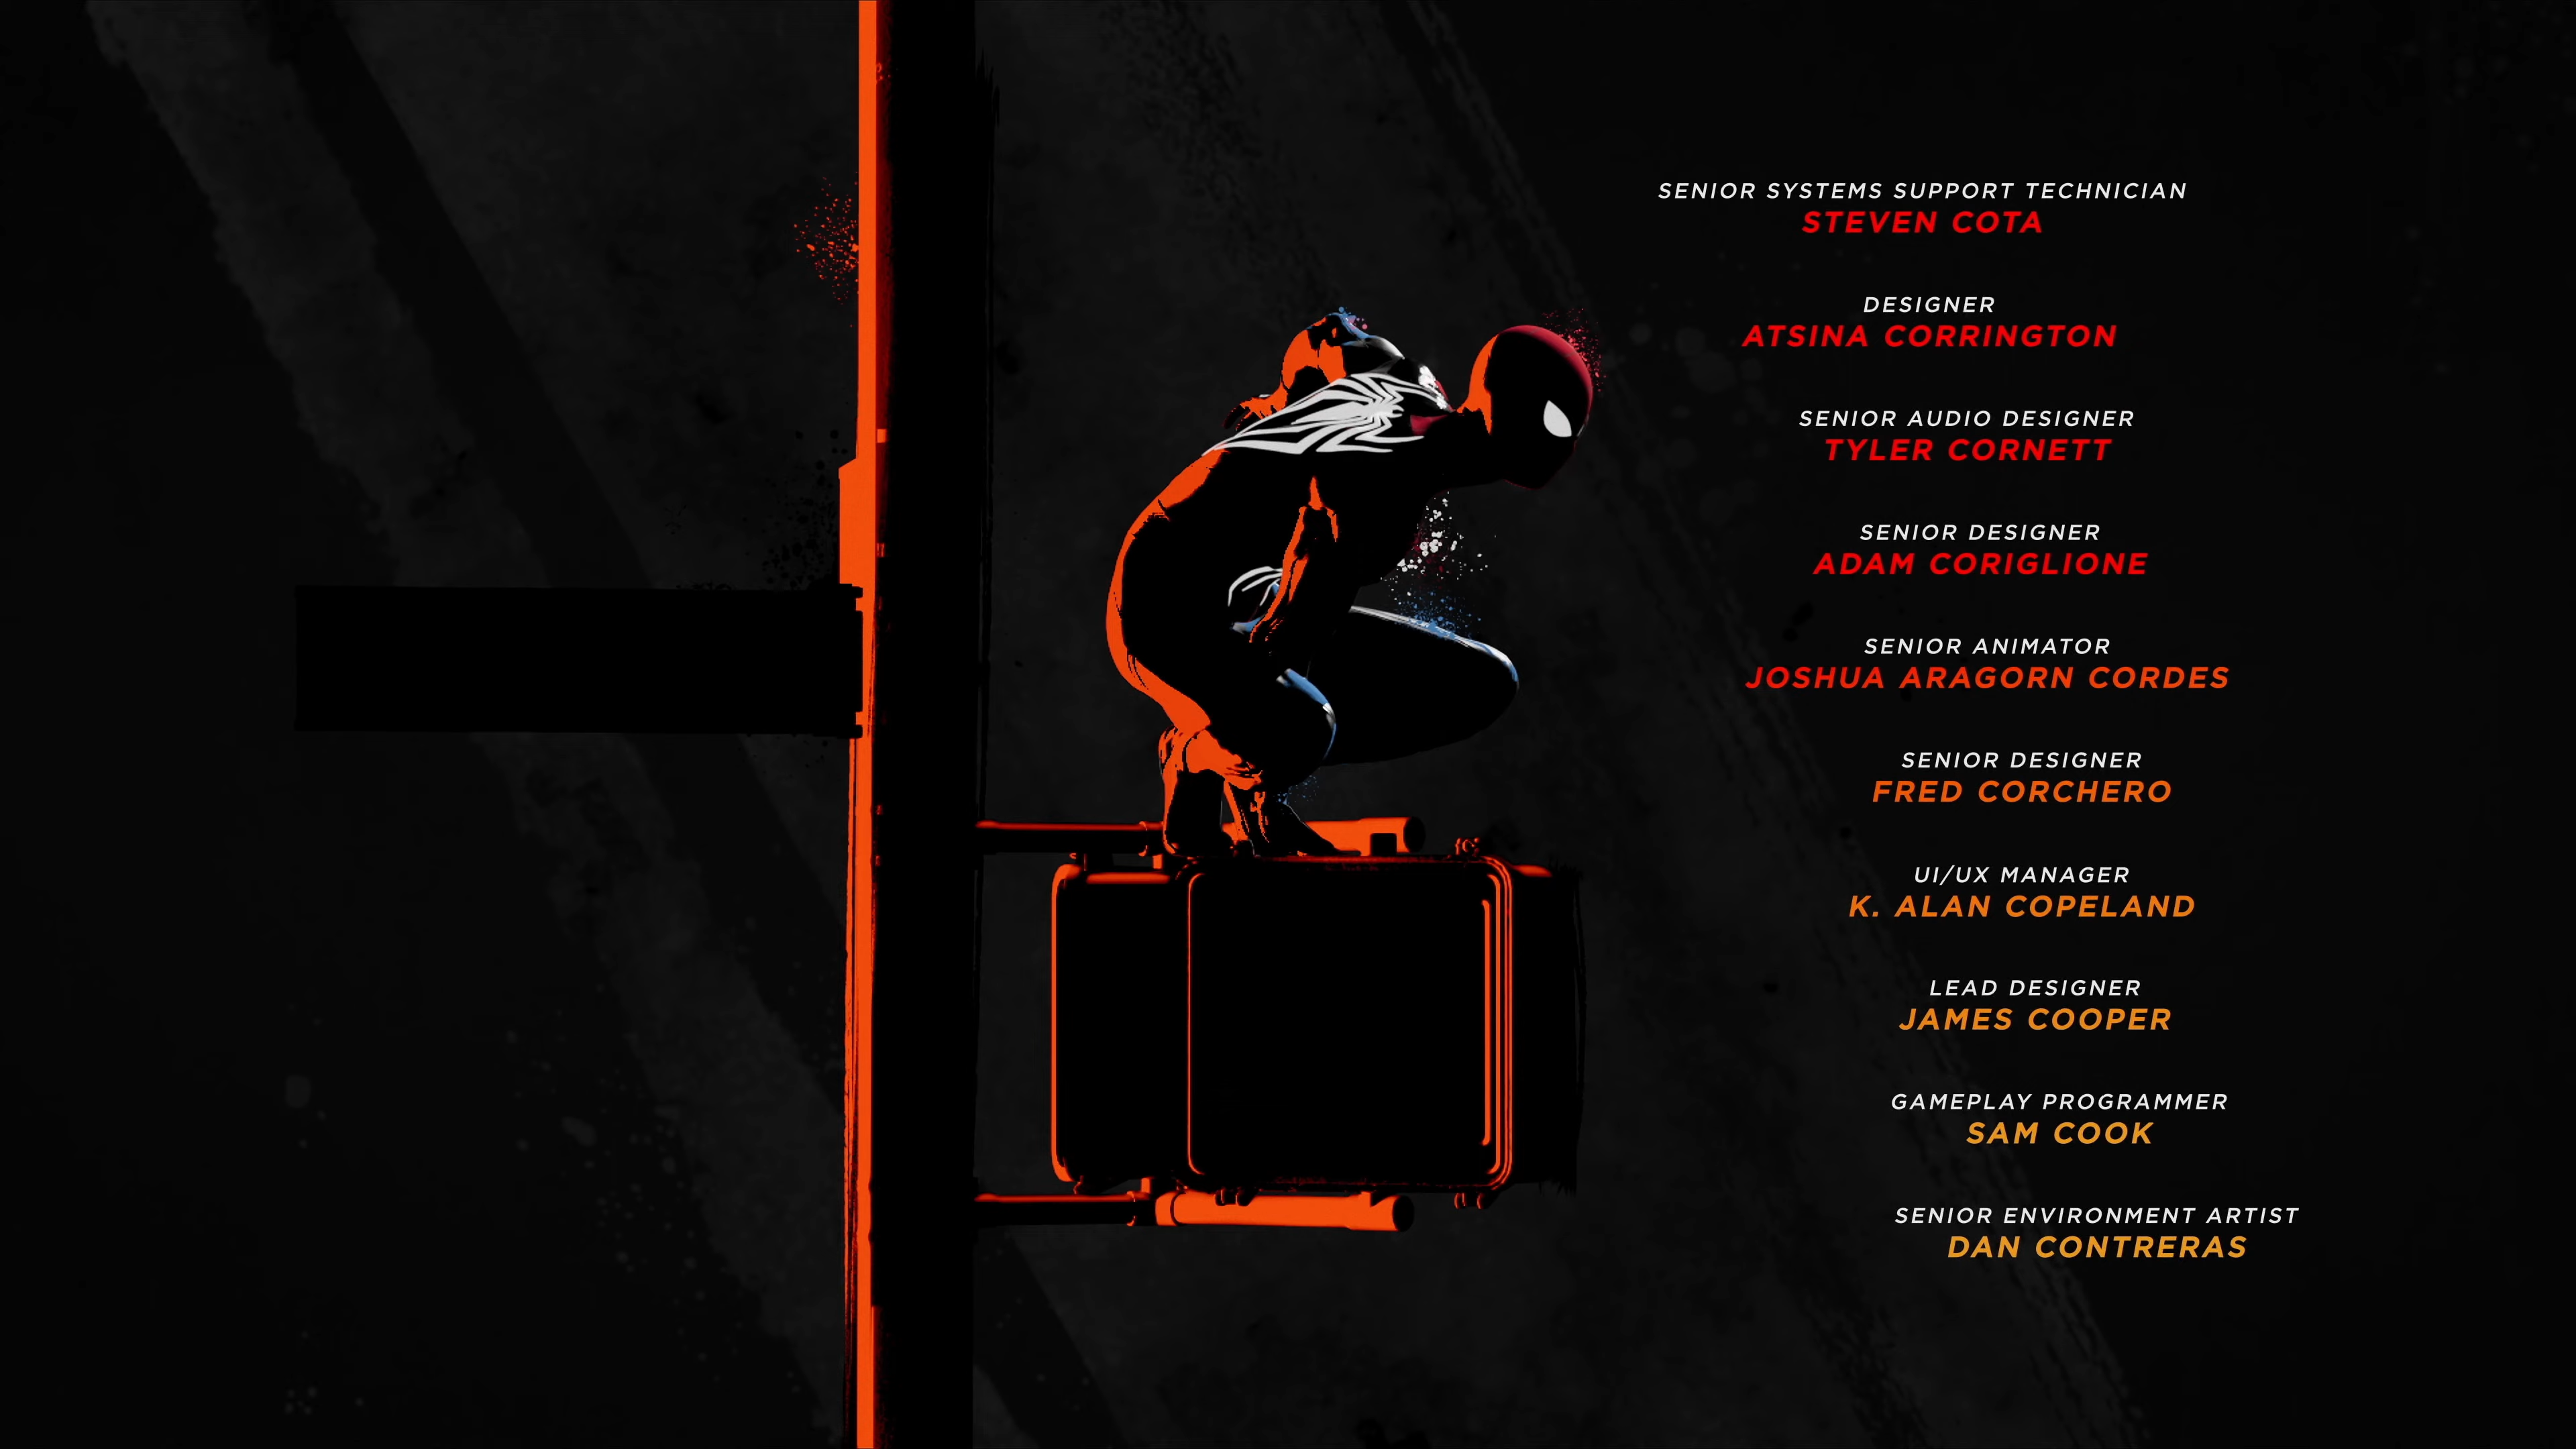 SENIOR SYSTEMS SUPPORT TECHNICIAN
STEVEN COTA
DESIGNER
ATSINA CORRINGTON
SENIOR AUDIO DESIGNER
TYLER CORNETT
SENIOR DESIGNER
ADAM CORIGLIONE
SENIOR ANIMATOR
JOSHUA ARAGORN CORDES
SENIOR DESIGNER
FRED CORCHERO
UI/UX MANAGER
K. ALAN COPELAND
LEAD DESIGNER
JAMES COOPER
GAMEPLAY PROGRAMMER
SAM COOK
SENIOR ENVIRONMENT ARTIST
DAN CONTRERAS